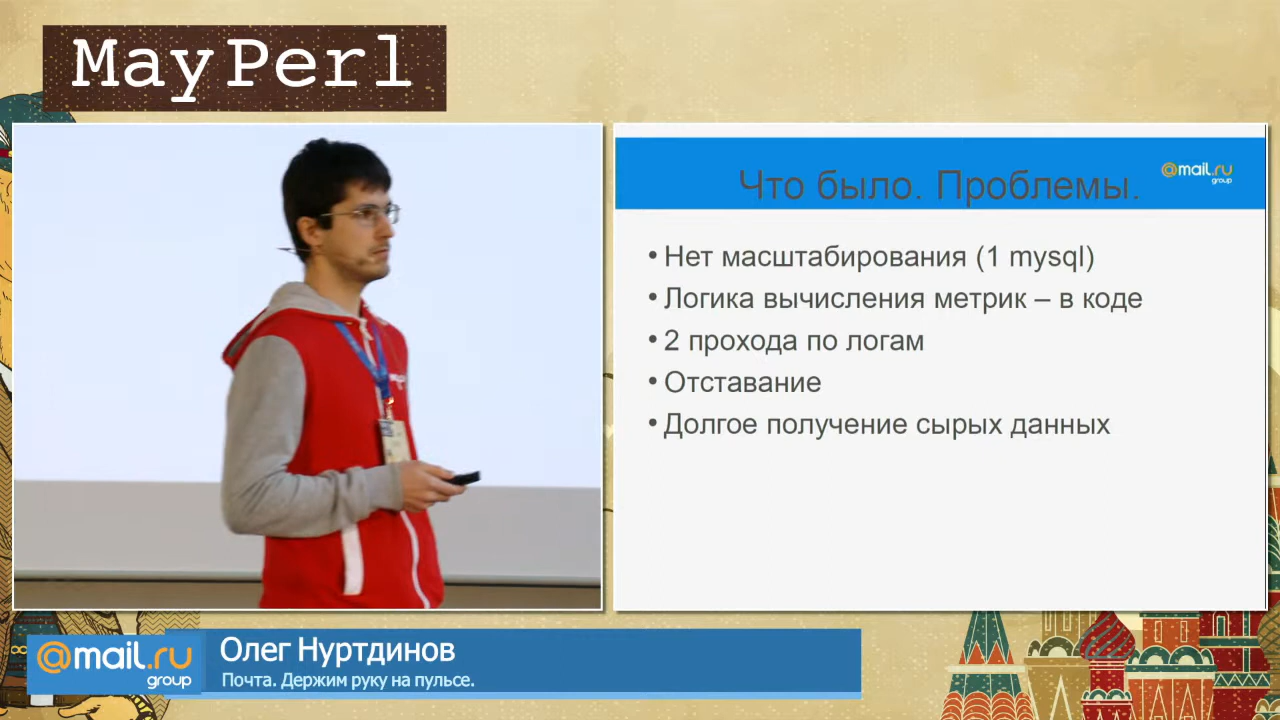 MayPerl
Что было. Проблемы.
@mail.ru
group
• Нет масштабирования (1 mysql)
• Логика вычисления метрик – в коде
• 2 прохода по логам
• Отставание
• Долгое получение сырых данных
@mail.ru
group
Олег Нуртдинов
Почта. Держим руку на пульсе.